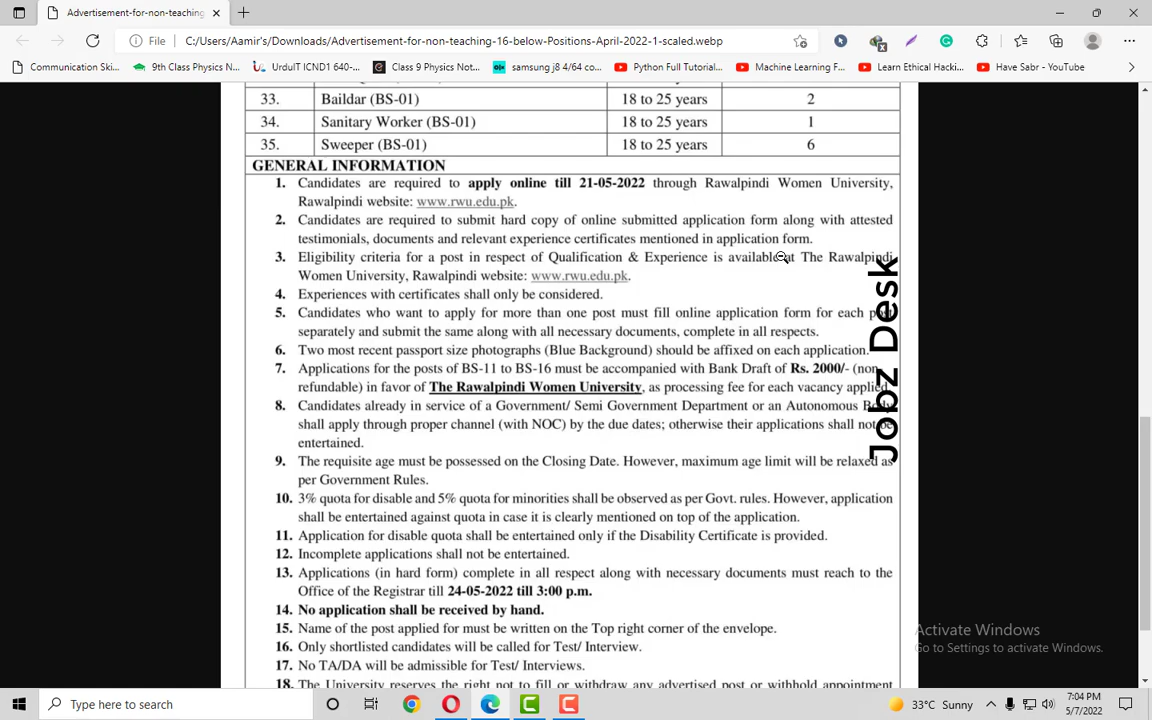 Advertisement-for-non-teaching
File
C:/Users/Aamir's/Downloads/Advertisement-for-non-teaching-16-below-Positions-April-2022-1-scaled.webp
Communication Ski...
9th Class Physics N...
UrduIT ICND1 640-...
Class 9 Physics Not...
samsung j8 4/64 co...
Python Full Tutorial...
Machine Learning F...
Learn Ethical Hacki...
Have Sabr - YouTube
33. Baildar (BS-01) 18 to 25 years 2
34. Sanitary Worker (BS-01) 18 to 25 years 1
35. Sweeper (BS-01) 18 to 25 years 6
GENERAL INFORMATION
1. Candidates are required to apply online till 21-05-2022 through Rawalpindi Women University,
Rawalpindi website: www.rwu.edu.pk.
2. Candidates are required to submit hard copy of online submitted application form along with attested
testimonials, documents and relevant experience certificates mentioned in application form.
3. Eligibility criteria for a post in respect of Qualification & Experience is available at The Rawalpindi
Women University, Rawalpindi website: www.rwu.edu.pk.
4. Experiences with certificates shall only be considered.
5. Candidates who want to apply for more than one post must fill online application form for each post
separately and submit the same along with all necessary documents, complete in all respects.
6. Two most recent passport size photographs (Blue Background) should be affixed on each application.
7. Applications for the posts of BS-11 to BS-16 must be accompanied with Bank Draft of Rs. 2000/- (non
refundable) in favor of The Rawalpindi Women University, as processing fee for each vacancy applied.
8. Candidates already in service of a Government/ Semi Government Department or an Autonomous Body
shall apply through proper channel (with NOC) by the due dates; otherwise their applications shall not be
entertained.
9. The requisite age must be possessed on the Closing Date. However, maximum age limit will be relaxed as
per Government Rules.
10. 3% quota for disable and 5% quota for minorities shall be observed as per Govt. rules. However, application
shall be entertained against quota in case it is clearly mentioned on top of the application.
11. Application for disable quota shall be entertained only if the Disability Certificate is provided.
12. Incomplete applications shall not be entertained.
13. Applications (in hard form) complete in all respect along with necessary documents must reach to the
Office of the Registrar till 24-05-2022 till 3:00 p.m.
14. No application shall be received by hand.
15. Name of the post applied for must be written on the Top right corner of the envelope.
16. Only shortlisted candidates will be called for Test/ Interview.
17. No TA/DA will be admissible for Test/ Interviews.
18. The University reserves the right not to fill or withdraw any advertised post or withhold appointment
Jobz Desk
Activate Windows
Go to Settings to activate Windows.
Type here to search
33°C Sunny
7:04 PM
5/7/2022